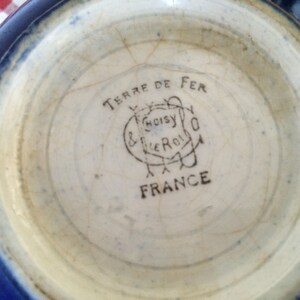 TERRE DE FER
CHOISY
LE ROI
FRANCE